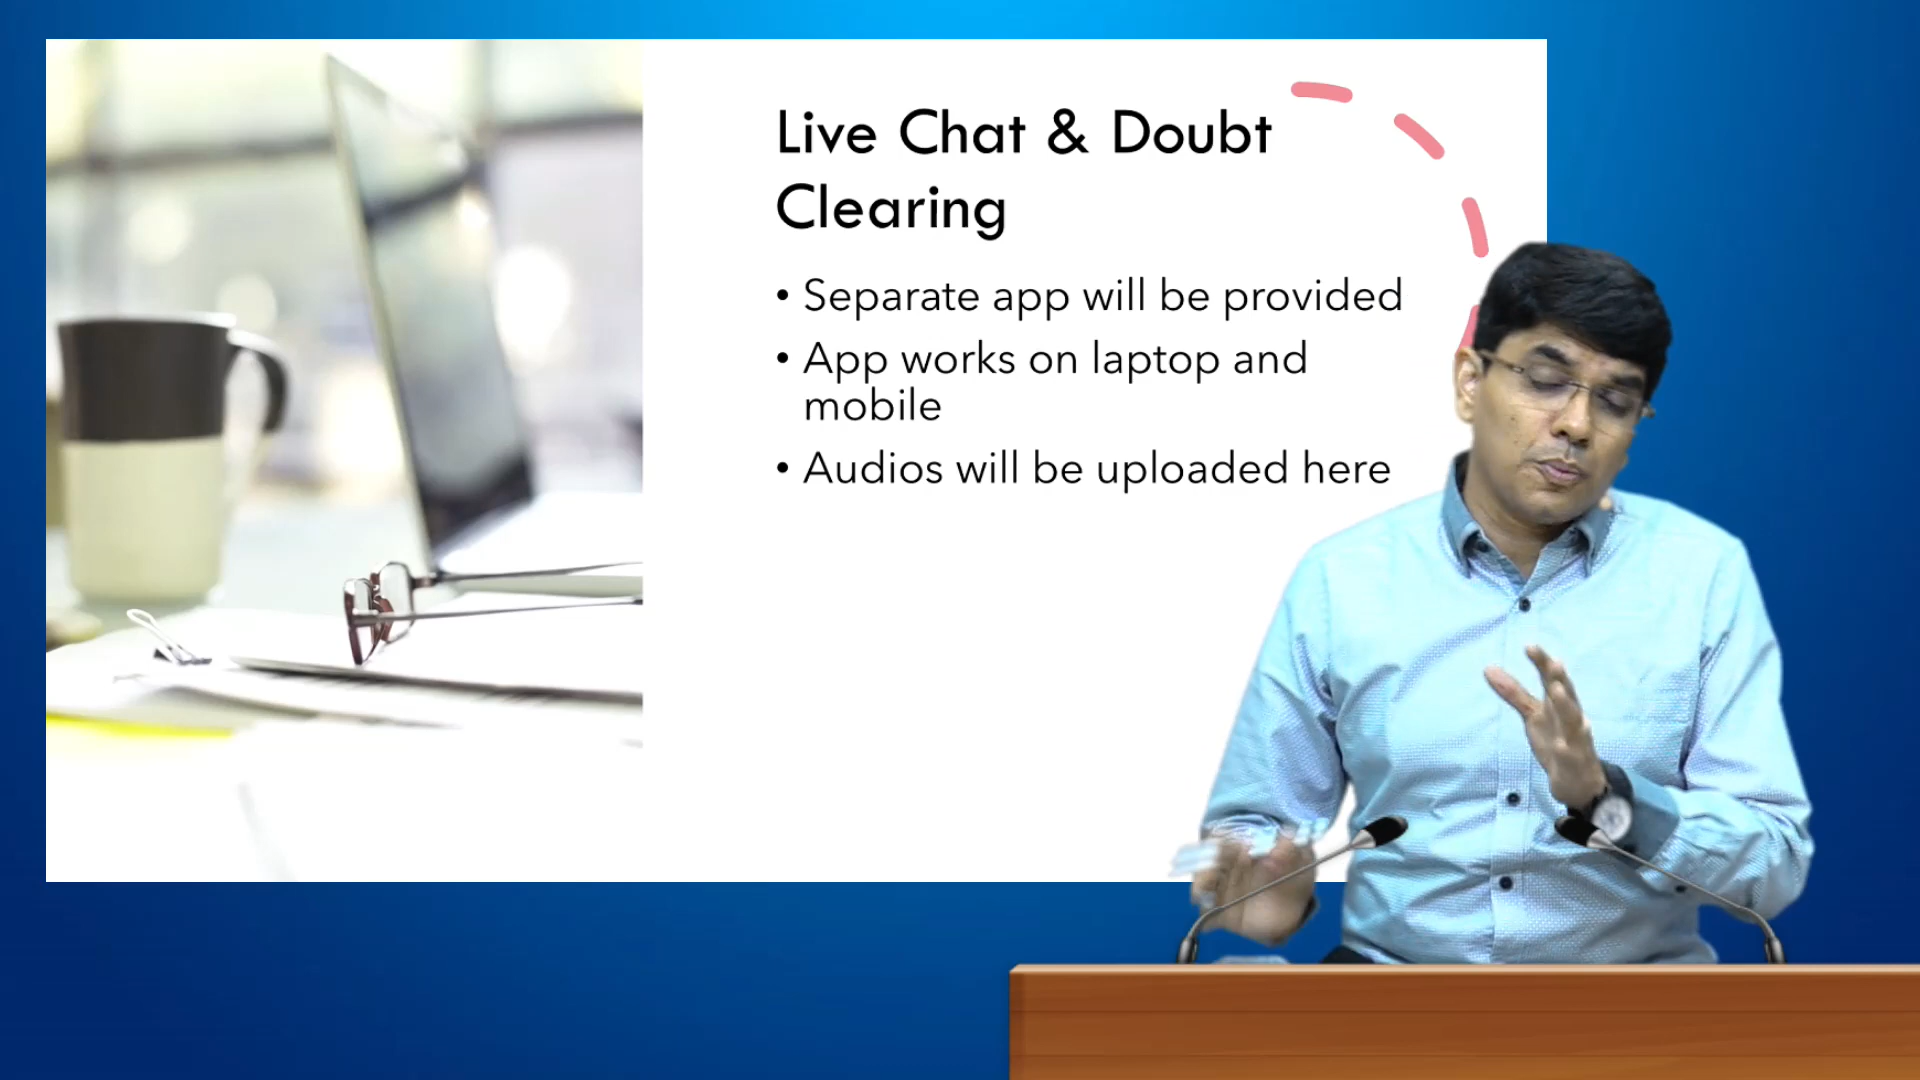 Live Chat & Doubt
Clearing
• Separate app will be provided
• App works on laptop and
mobile
• Audios will be uploaded here